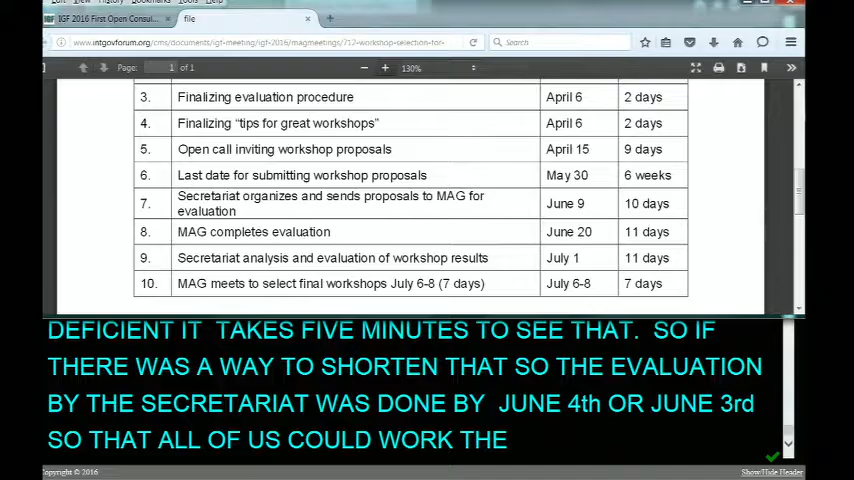 Edit View History Bookmarks Tools Help
IGF 2016 First Open Consul... × file × +
www.intgovforum.org/cms/documents/igf-meeting/igf-2016/magmeetings/712-workshop-selection-for- Search
Page: 1 of 1 130%
3. Finalizing evaluation procedure April 6 2 days
4. Finalizing “tips for great workshops” April 6 2 days
5. Open call inviting workshop proposals April 15 9 days
6. Last date for submitting workshop proposals May 30 6 weeks
7. Secretariat organizes and sends proposals to MAG for evaluation June 9 10 days
8. MAG completes evaluation June 20 11 days
9. Secretariat analysis and evaluation of workshop results July 1 11 days
10. MAG meets to select final workshops July 6-8 (7 days) July 6-8 7 days
DEFICIENT IT TAKES FIVE MINUTES TO SEE THAT. SO IF
THERE WAS A WAY TO SHORTEN THAT SO THE EVALUATION
BY THE SECRETARIAT WAS DONE BY JUNE 4th OR JUNE 3rd
SO THAT ALL OF US COULD WORK THE
opyright © 2016 Show/Hide Header